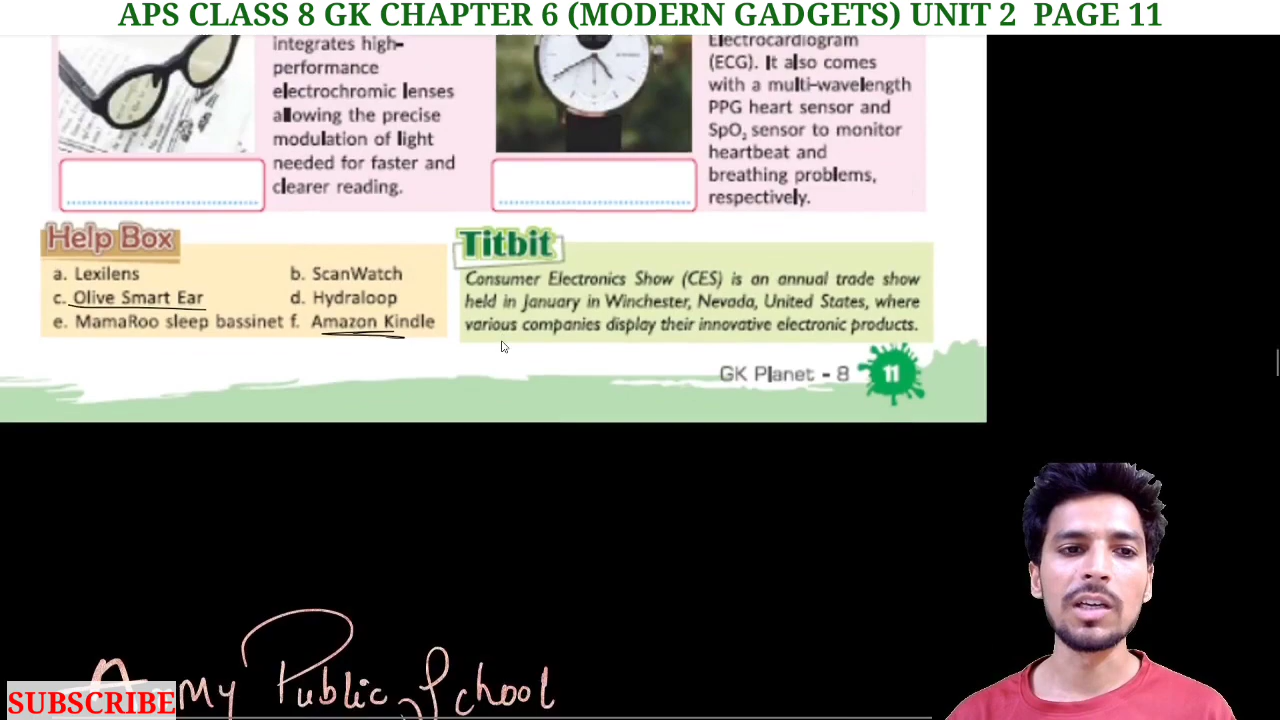 APS CLASS 8 GK CHAPTER 6 (MODERN GADGETS) UNIT 2 PAGE 11
integrates high-
performance
electrochromic lenses
allowing the precise
modulation of light
needed for faster and
clearer reading.
Electrocardiogram
(ECG). It also comes
with a multi-wavelength
PPG heart sensor and
SpO₂ sensor to monitor
heartbeat and
breathing problems,
respectively.
Help Box
a. Lexilens
b. ScanWatch
c. Olive Smart Ear
d. Hydraloop
e. MamaRoo sleep bassinet
f. Amazon Kindle
Titbit
Consumer Electronics Show (CES) is an annual trade show
held in January in Winchester, Nevada, United States, where
various companies display their innovative electronic products.
GK Planet - 8
11
Army Public School
SUBSCRIBE